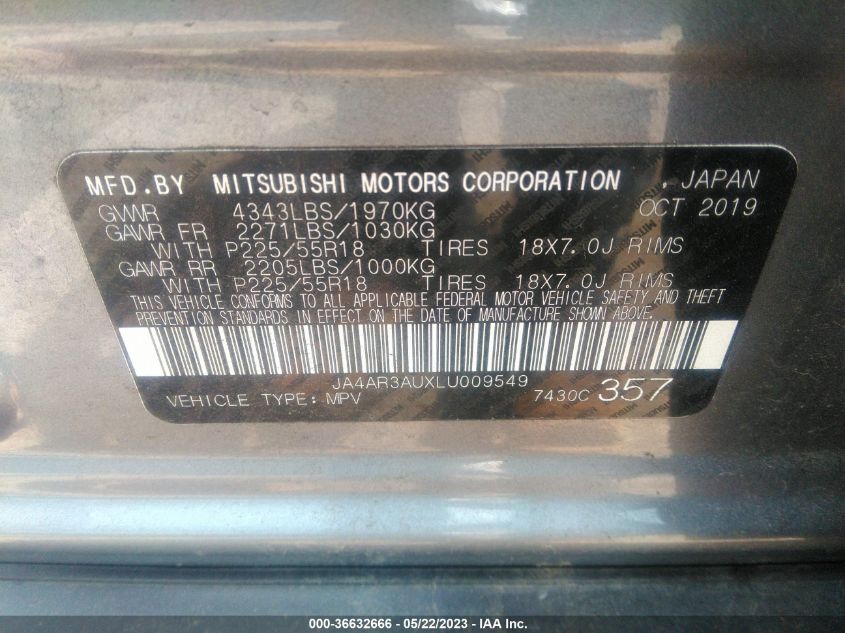 MFD.BY MITSUBISHI MOTORS CORPORATION , JAPAN
GVWR 4343LBS/1970KG OCT 2019
GAWR FR 2271LBS/1030KG
WITH P225/55R18 TIRES 18X7.0J RIMS
GAWR RR 2205LBS/1000KG
WITH P225/55R18 TIRES 18X7.0J RIMS
THIS VEHICLE CONFORMS TO ALL APPLICABLE FEDERAL MOTOR VEHICLE SAFETY AND THEFT
PREVENTION STANDARDS IN EFFECT ON THE DATE OF MANUFACTURE SHOWN ABOVE.
JA4AR3AUXLU009549
VEHICLE TYPE: MPV 7430C 357
000-36632666 - 05/22/2023 - IAA Inc.